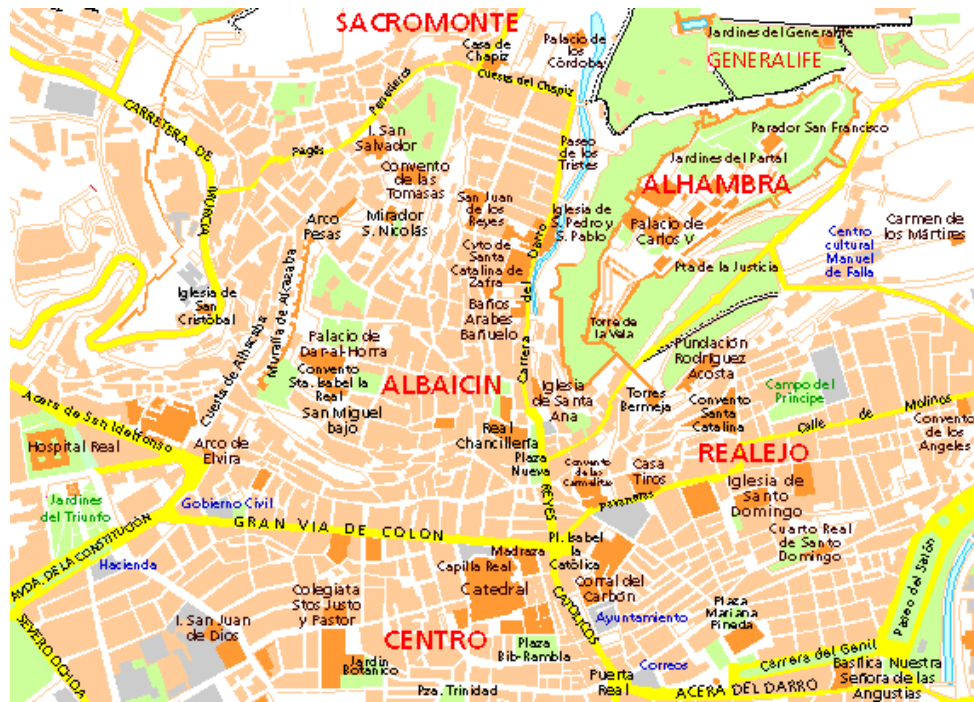 SACROMONTE
Casa de
Chapiz
Palacio de
los
Córdoba
Jardines del Generalife
GENERALIFE
Cuesta del Chapiz
Panaderos
Pagés
CARRETERA DE
MURCIA
I. San
Salvador
Convento
de las
Tomasas
Paseo
de los
Tristes
Parador San Francisco
Jardines del Partal
ALHAMBRA
San Juan
de los
Reyes
Iglesia de
S. Pedro y
S. Pablo
Palacio de
Carlos V
Arco
Pesas
Mirador
S. Nicolás
Carmen de
los Mártires
Centro
cultural
Manuel
de Falla
Cvto de
Santa
Catalina de
Zafra
Pta de la Justicia
Iglesia de
San
Cristóbal
Baños
Arabes
Bañuelo
Carrera del Darro
Torre de
La Vela
Muralla de Alcazaba
Cuesta de Alhacaba
Palacio de
Dar-al-Horra
Convento
Sta. Isabel la
Real
San Miguel
bajo
ALBAICIN
Iglesia
de Santa
Ana
Torres
Bermeja
Fundación
Rodríguez
Acosta
Campo del
Príncipe
Convento
Santa
Catalina
Calle de Molinos
Convento
de los
Angeles
Acera de San Ildefonso
Hospital Real
Arco de
Elvira
Real
Chancillería
Plaza
Nueva
REYES
Convento
de las
Carmelitas
Casa
Tiros
REALEJO
Pavaneras
Iglesia de
Santo
Domingo
Jardines
del Triunfo
Gobierno Civil
GRAN VIA DE COLON
Cuarto Real
de Santo
Domingo
AVDA. DE LA CONSTITUCIÓN
Hacienda
Madraza
Capilla Real
Catedral
Pl. Isabel
la
Católica
Corral del
Carbón
CATOLICOS
Colegiata
Stos Justo
y Pastor
I. San Juan
de Dios
SEVERO OCHOA
CENTRO
Jardin
Botánico
Plaza
Bib-Rambla
Pza. Trinidad
Ayuntamiento
Plaza
Mariana
Pineda
Paseo del Salón
Puerta
Real
Correos
Carrera del Genil
ACERA DEL DARRO
Basílica Nuestra
Señora de las
Angustias